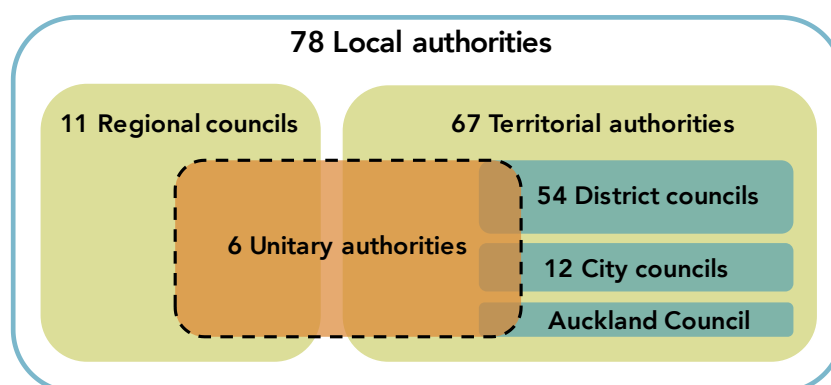 78 Local authorities
11 Regional councils
67 Territorial authorities
54 District councils
6 Unitary authorities
12 City councils
Auckland Council